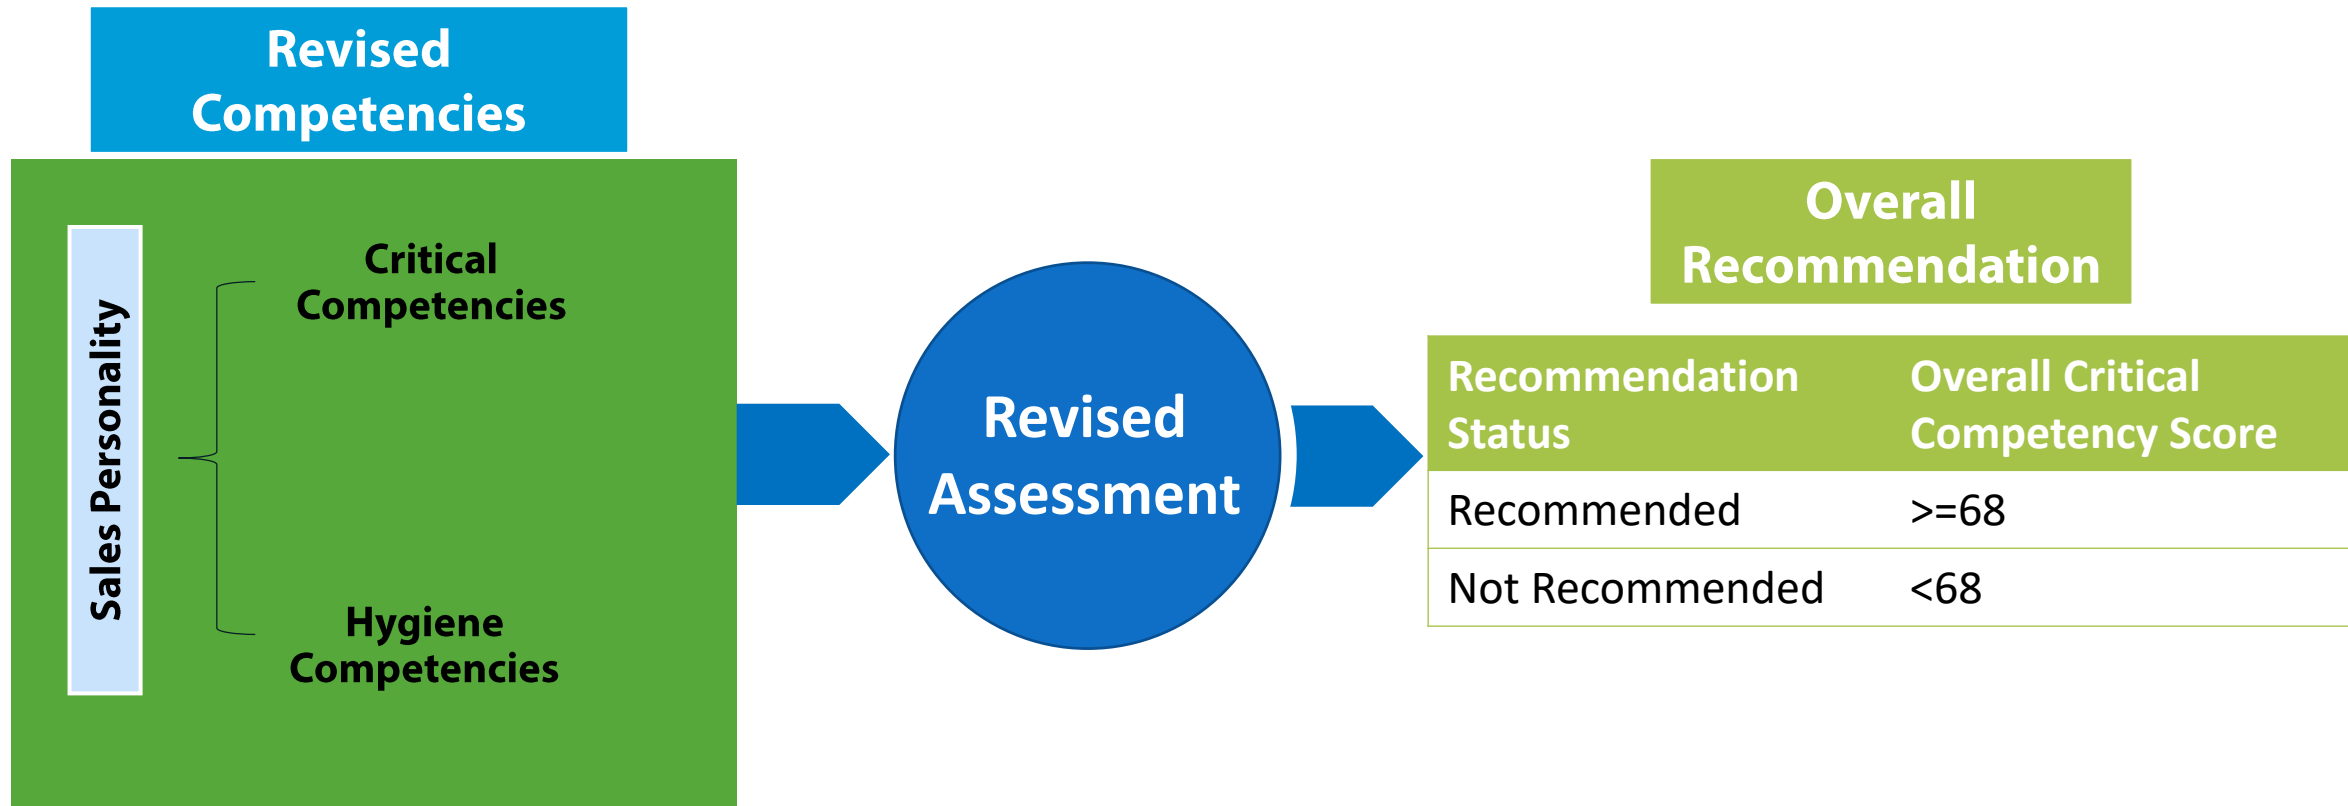 Revised
Competencies
Sales Personality
Critical
Competencies
Hygiene
Competencies
Revised
Assessment
Overall
Recommendation
Recommendation Status Overall Critical Competency Score
Recommended >=68
Not Recommended <68